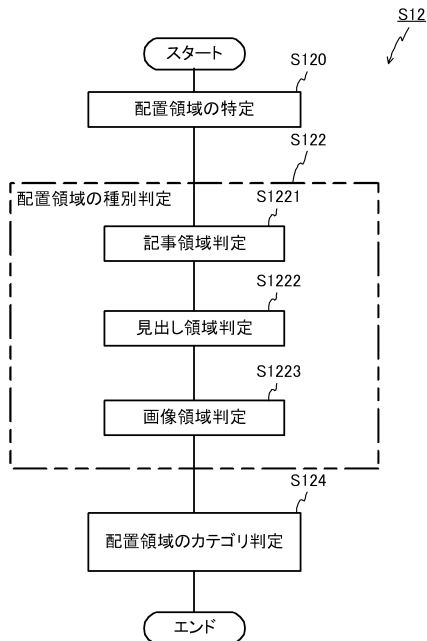 S12
スタート
S120
配置領域の特定
S122
配置領域の種別判定
S1221
記事領域判定
S1222
見出し領域判定
S1223
画像領域判定
S124
配置領域のカテゴリ判定
エンド